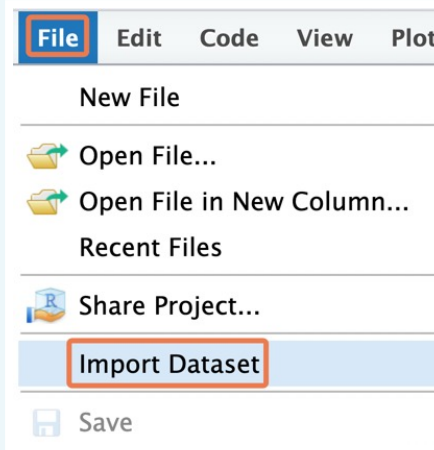 File Edit Code View Plot
New File
Open File...
Open File in New Column...
Recent Files
Share Project...
R
Import Dataset
Save